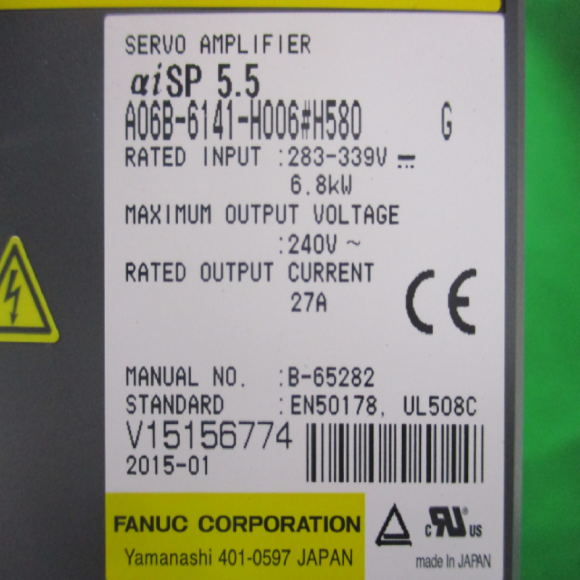 SERVO AMPLIFIER
αiSP 5.5
A06B-6141-H006#H580 G
RATED INPUT :283-339V ⎓
6.8kW
MAXIMUM OUTPUT VOLTAGE
:240V ~
RATED OUTPUT CURRENT
27A
CE
MANUAL NO. :B-65282
STANDARD :EN50178, UL508C
V15156774
2015-01
FANUC CORPORATION
Yamanashi 401-0597 JAPAN
c RU US
made in JAPAN